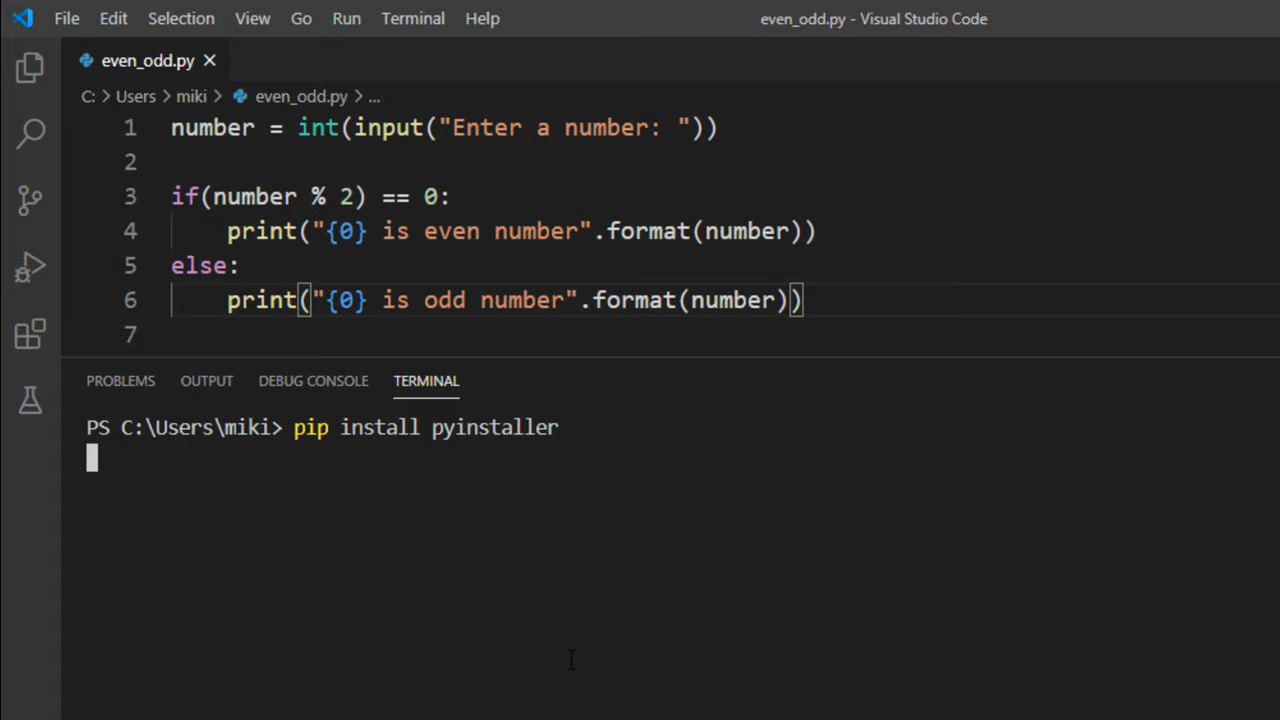 File Edit Selection View Go Run Terminal Help even_odd.py - Visual Studio Code
even_odd.py ×
C: > Users > miki > even_odd.py > ...
1 number = int(input("Enter a number: "))
2
3 if(number % 2) == 0:
4     print("{0} is even number".format(number))
5 else:
6     print("{0} is odd number".format(number))
7
PROBLEMS OUTPUT DEBUG CONSOLE TERMINAL
PS C:\Users\miki> pip install pyinstaller